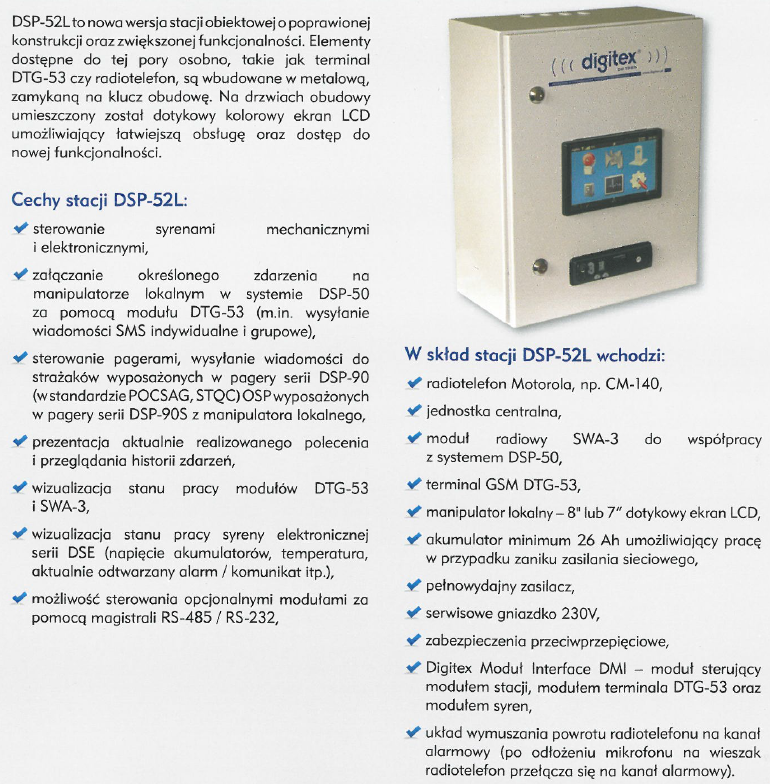 DSP-52L to nowa wersja stacji obiektowej o poprawionej
konstrukcji oraz zwiększonej funkcjonalności. Elementy
dostępne do tej pory osobno, takie jak terminal
DTG-53 czy radiotelefon, są wbudowane w metalową,
zamykaną na klucz obudowę. Na drzwiach obudowy
umieszczony został dotykowy kolorowy ekran LCD
umożliwiający łatwiejszą obsługę oraz dostęp do
nowej funkcjonalności.
Cechy stacji DSP-52L:
sterowanie syrenami mechanicznymi
i elektronicznymi,
załączanie określonego zdarzenia na
manipulatorze lokalnym w systemie DSP-50
za pomocą modułu DTG-53 (m.in. wysyłanie
wiadomości SMS indywidualne i grupowe),
sterowanie pagerami, wysyłanie wiadomości do
strażaków wyposażonych w pagery serii DSP-90
(w standardzie POCSAG, STQC) OSP wyposażonych
w pagery serii DSP-90S z manipulatora lokalnego,
prezentacja aktualnie realizowanego polecenia
i przeglądania historii zdarzeń,
wizualizacja stanu pracy modułów DTG-53
i SWA-3,
wizualizacja stanu pracy syreny elektronicznej
serii DSE (napięcie akumulatorów, temperatura,
aktualnie odtwarzany alarm / komunikat itp.),
możliwość sterowania opcjonalnymi modułami za
pomocą magistrali RS-485 / RS-232,
digitex
W skład stacji DSP-52L wchodzi:
radiotelefon Motorola, np. CM-140,
jednostka centralna,
moduł radiowy SWA-3 do współpracy
z systemem DSP-50,
terminal GSM DTG-53,
manipulator lokalny – 8" lub 7" dotykowy ekran LCD,
akumulator minimum 26 Ah umożliwiający pracę
w przypadku zaniku zasilania sieciowego,
pełnowydajny zasilacz,
serwisowe gniazdko 230V,
zabezpieczenia przeciwprzepięciowe,
Digitex Moduł Interface DMI – moduł sterujący
modułem stacji, modułem terminala DTG-53 oraz
modułem syren,
układ wymuszania powrotu radiotelefonu na kanał
alarmowy (po odłożeniu mikrofonu na wieszak
radiotelefon przełącza się na kanał alarmowy).